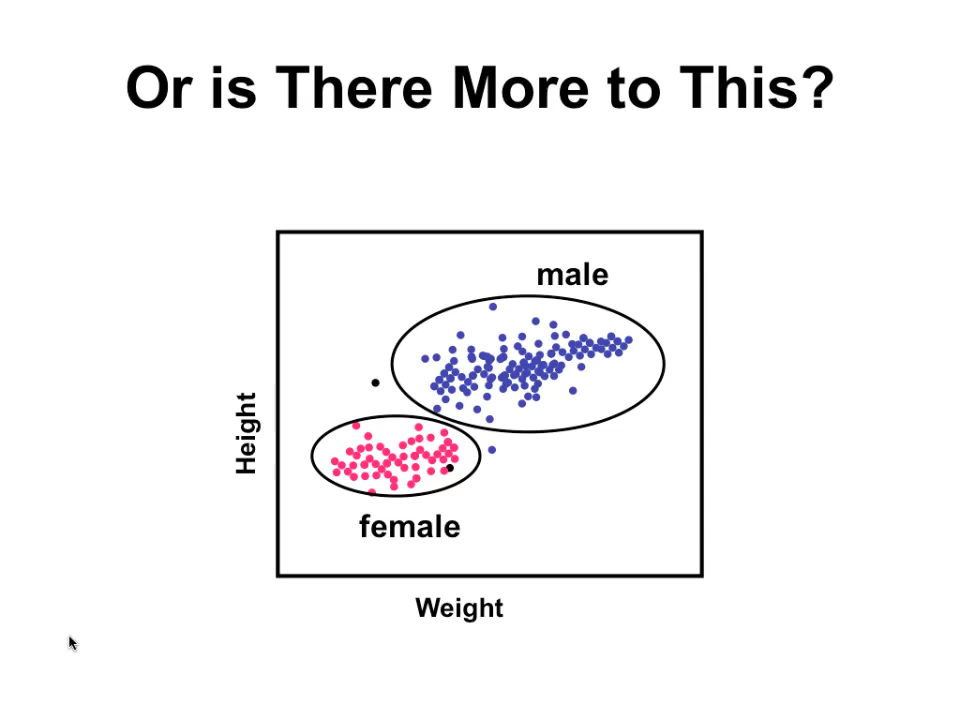 Or is There More to This?
male
Height
female
Weight